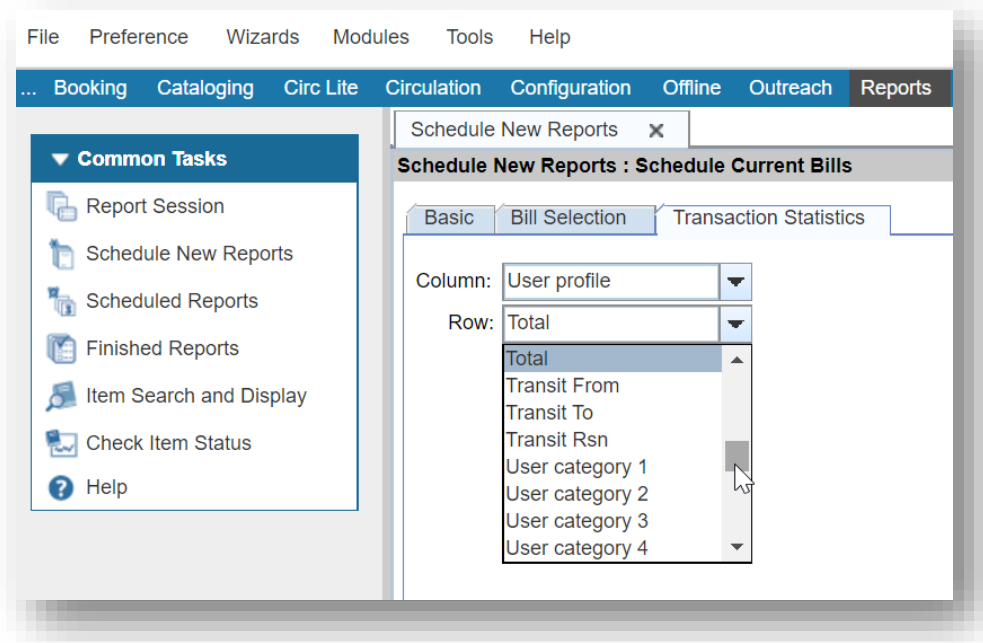 File Preference Wizards Modules Tools Help
... Booking Cataloging Circ Lite Circulation Configuration Offline Outreach Reports
Common Tasks
Report Session
Schedule New Reports
Scheduled Reports
Finished Reports
Item Search and Display
Check Item Status
Help
Schedule New Reports
Schedule New Reports : Schedule Current Bills
Basic Bill Selection Transaction Statistics
Column: User profile
Row: Total
Total
Transit From
Transit To
Transit Rsn
User category 1
User category 2
User category 3
User category 4